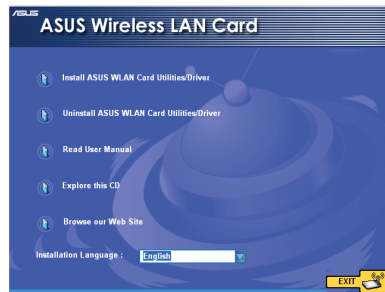 ASUS
ASUS Wireless LAN Card
Install ASUS WLAN Card Utilities/Driver
Uninstall ASUS WLAN Card Utilities/Driver
Read User Manual
Explore this CD
Browse our Web Site
Installation Language : English
EXIT